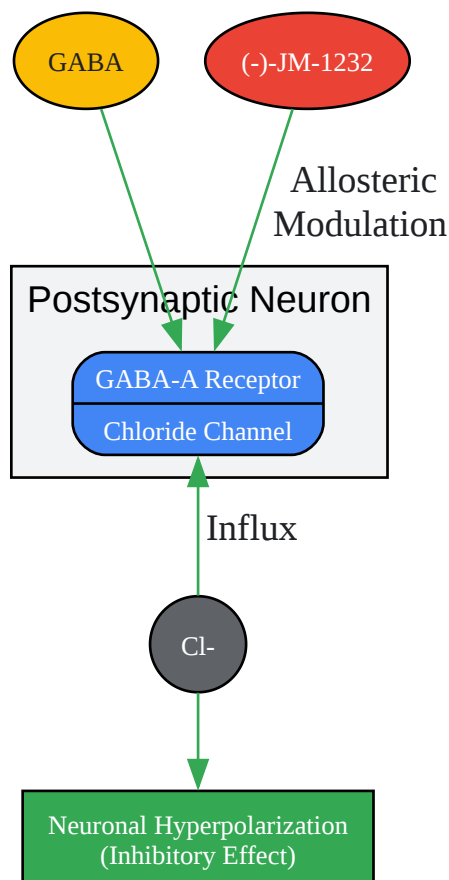 GABA
(-)-JM-1232
Allosteric
Modulation
Postsynaptic Neuron
GABA-A Receptor
Chloride Channel
Influx
Cl-
Neuronal Hyperpolarization
(Inhibitory Effect)